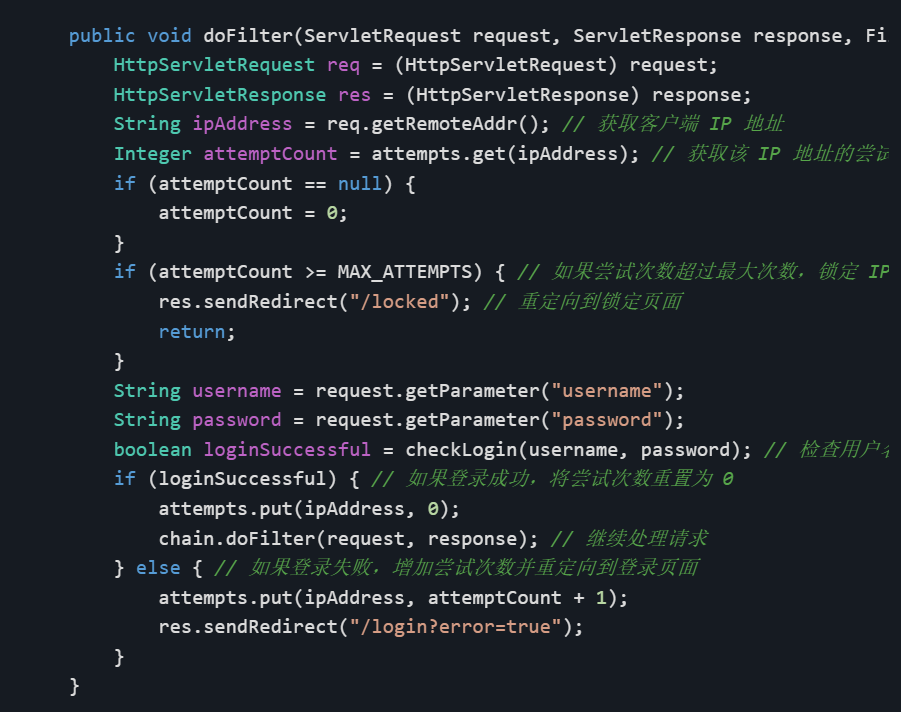 public void doFilter(ServletRequest request, ServletResponse response, Fi
HttpServletRequest req = (HttpServletRequest) request;
HttpServletResponse res = (HttpServletResponse) response;
String ipAddress = req.getRemoteAddr(); // 获取客户端 IP 地址
Integer attemptCount = attempts.get(ipAddress); // 获取该 IP 地址的尝试
if (attemptCount == null) {
attemptCount = 0;
}
if (attemptCount >= MAX_ATTEMPTS) { // 如果尝试次数超过最大次数，锁定 IP
res.sendRedirect("/locked"); // 重定向到锁定页面
return;
}
String username = request.getParameter("username");
String password = request.getParameter("password");
boolean loginSuccessful = checkLogin(username, password); // 检查用户名
if (loginSuccessful) { // 如果登录成功，将尝试次数重置为 0
attempts.put(ipAddress, 0);
chain.doFilter(request, response); // 继续处理请求
} else { // 如果登录失败，增加尝试次数并重定向到登录页面
attempts.put(ipAddress, attemptCount + 1);
res.sendRedirect("/login?error=true");
}
}